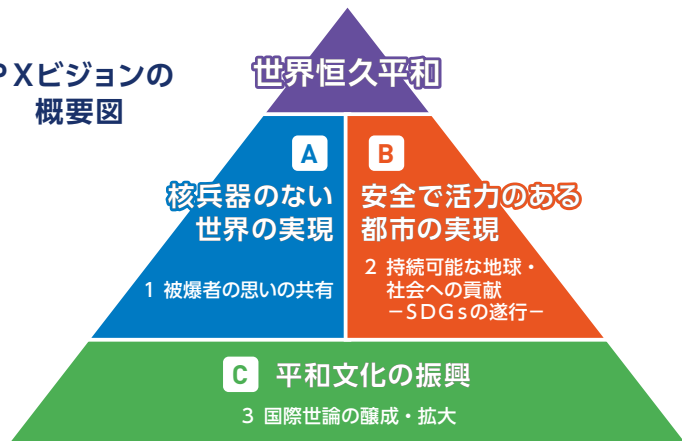 PXビジョンの
概要図
世界恒久平和
A
核兵器のない
世界の実現
1 被爆者の思いの共有
B
安全で活力のある
都市の実現
2 持続可能な地球・
社会への貢献
－SDGsの遂行－
C 平和文化の振興
3 国際世論の醸成・拡大